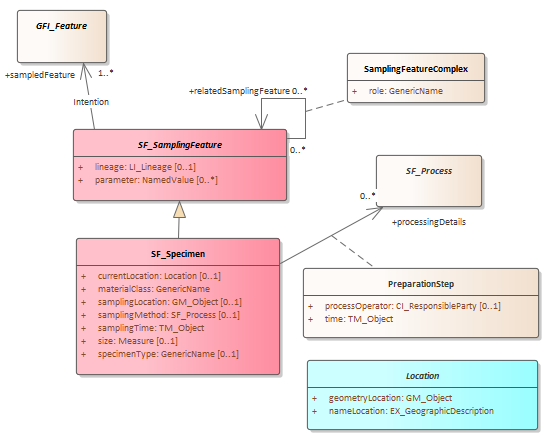 GFI_Feature
+sampledFeature
1..*
Intention
SamplingFeatureComplex
+ role: GenericName
+relatedSamplingFeature 0..*
0..*
SF_SamplingFeature
+ lineage: LI_Lineage [0..1]
+ parameter: NamedValue [0..*]
SF_Process
0..*
+processingDetails
SF_Specimen
+ currentLocation: Location [0..1]
+ materialClass: GenericName
+ samplingLocation: GM_Object [0..1]
+ samplingMethod: SF_Process [0..1]
+ samplingTime: TM_Object
+ size: Measure [0..1]
+ specimenType: GenericName [0..1]
PreparationStep
+ processOperator: CI_ResponsibleParty [0..1]
+ time: TM_Object
Location
+ geometryLocation: GM_Object
+ nameLocation: EX_GeographicDescription